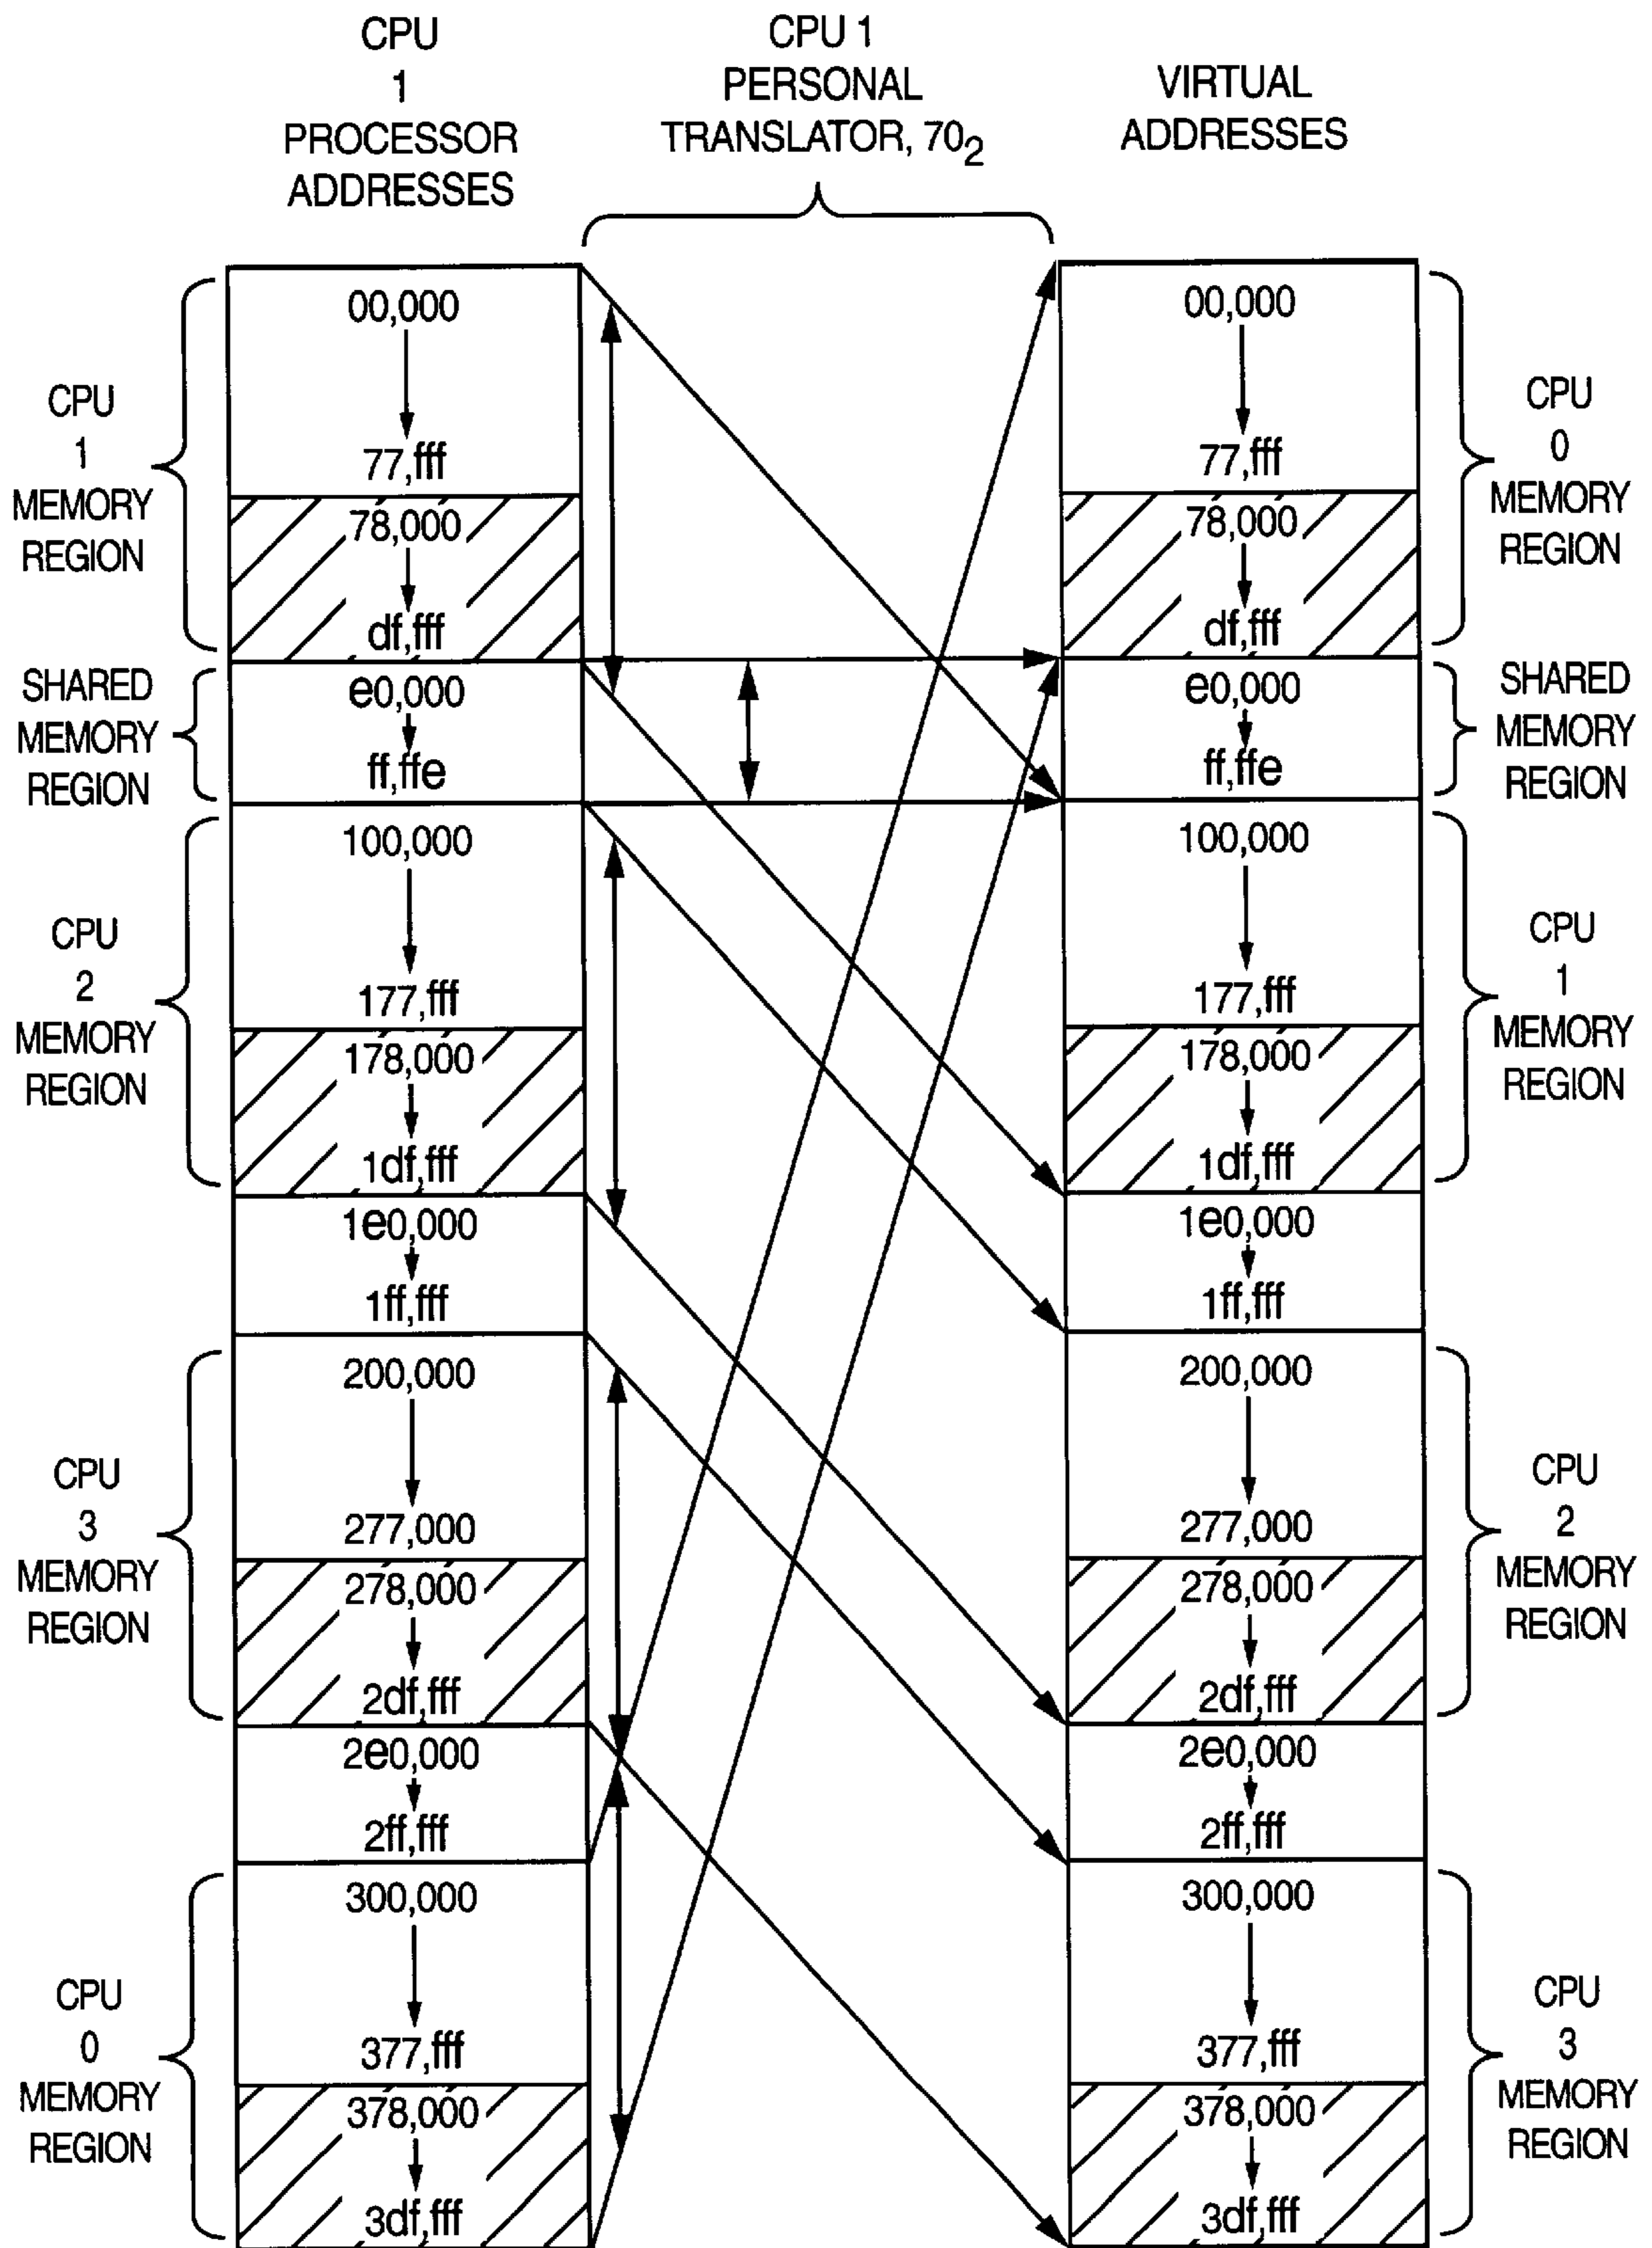 CPU
1
PROCESSOR
ADDRESSES
CPU 1
PERSONAL
TRANSLATOR, 70₂
VIRTUAL
ADDRESSES
CPU
1
MEMORY
REGION
SHARED
MEMORY
REGION
CPU
2
MEMORY
REGION
CPU
3
MEMORY
REGION
CPU
0
MEMORY
REGION
00,000
77,fff
78,000
df,fff
e0,000
ff,ffe
100,000
177,fff
178,000
1df,fff
1e0,000
1ff,fff
200,000
277,000
278,000
2df,fff
2e0,000
2ff,fff
300,000
377,fff
378,000
3df,fff
00,000
77,fff
78,000
df,fff
e0,000
ff,ffe
100,000
177,fff
178,000
1df,fff
1e0,000
1ff,fff
200,000
277,000
278,000
2df,fff
2e0,000
2ff,fff
300,000
377,fff
378,000
3df,fff
CPU
0
MEMORY
REGION
SHARED
MEMORY
REGION
CPU
1
MEMORY
REGION
CPU
2
MEMORY
REGION
CPU
3
MEMORY
REGION